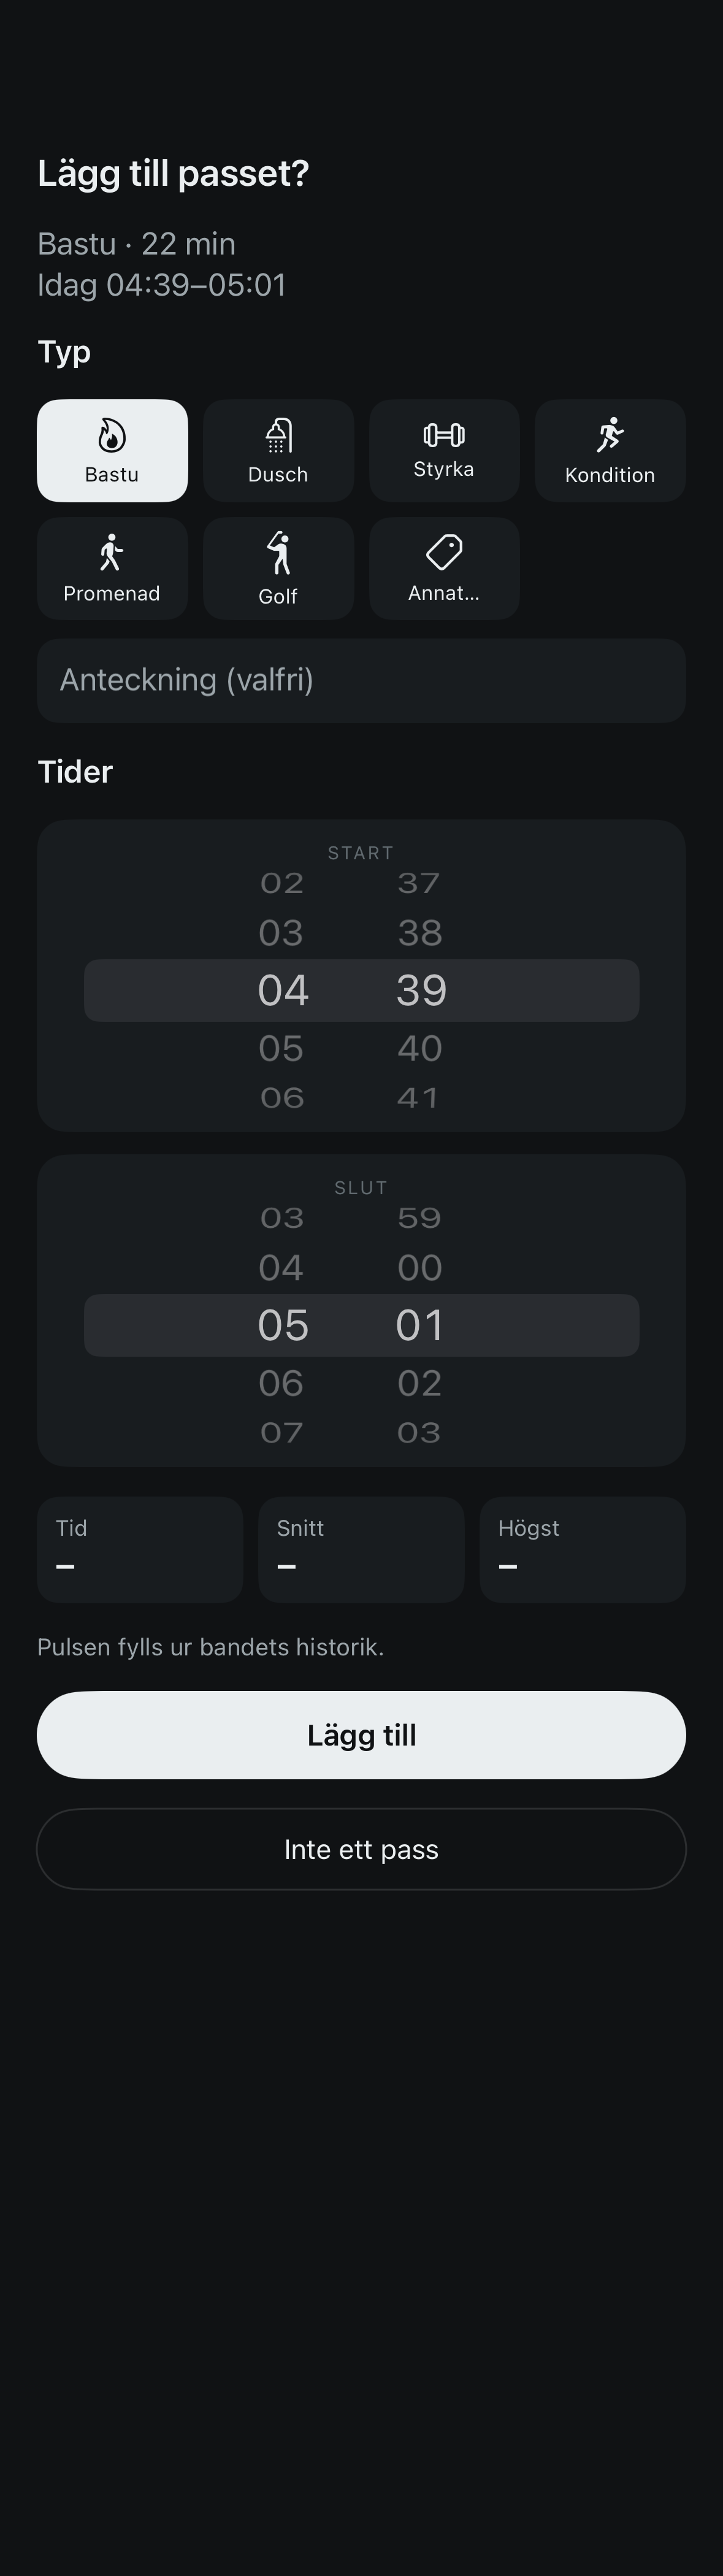 Lägg till passet?
Bastu · 22 min
Idag 04:39–05:01
Typ
Bastu Dusch Styrka Kondition
Promenad Golf Annat...
Anteckning (valfri)
Tider
START
02 37
03 38
04 39
05 40
06 41
SLUT
03 59
04 00
05 01
06 02
07 03
Tid Snitt Högst
– – –
Pulsen fylls ur bandets historik.
Lägg till
Inte ett pass